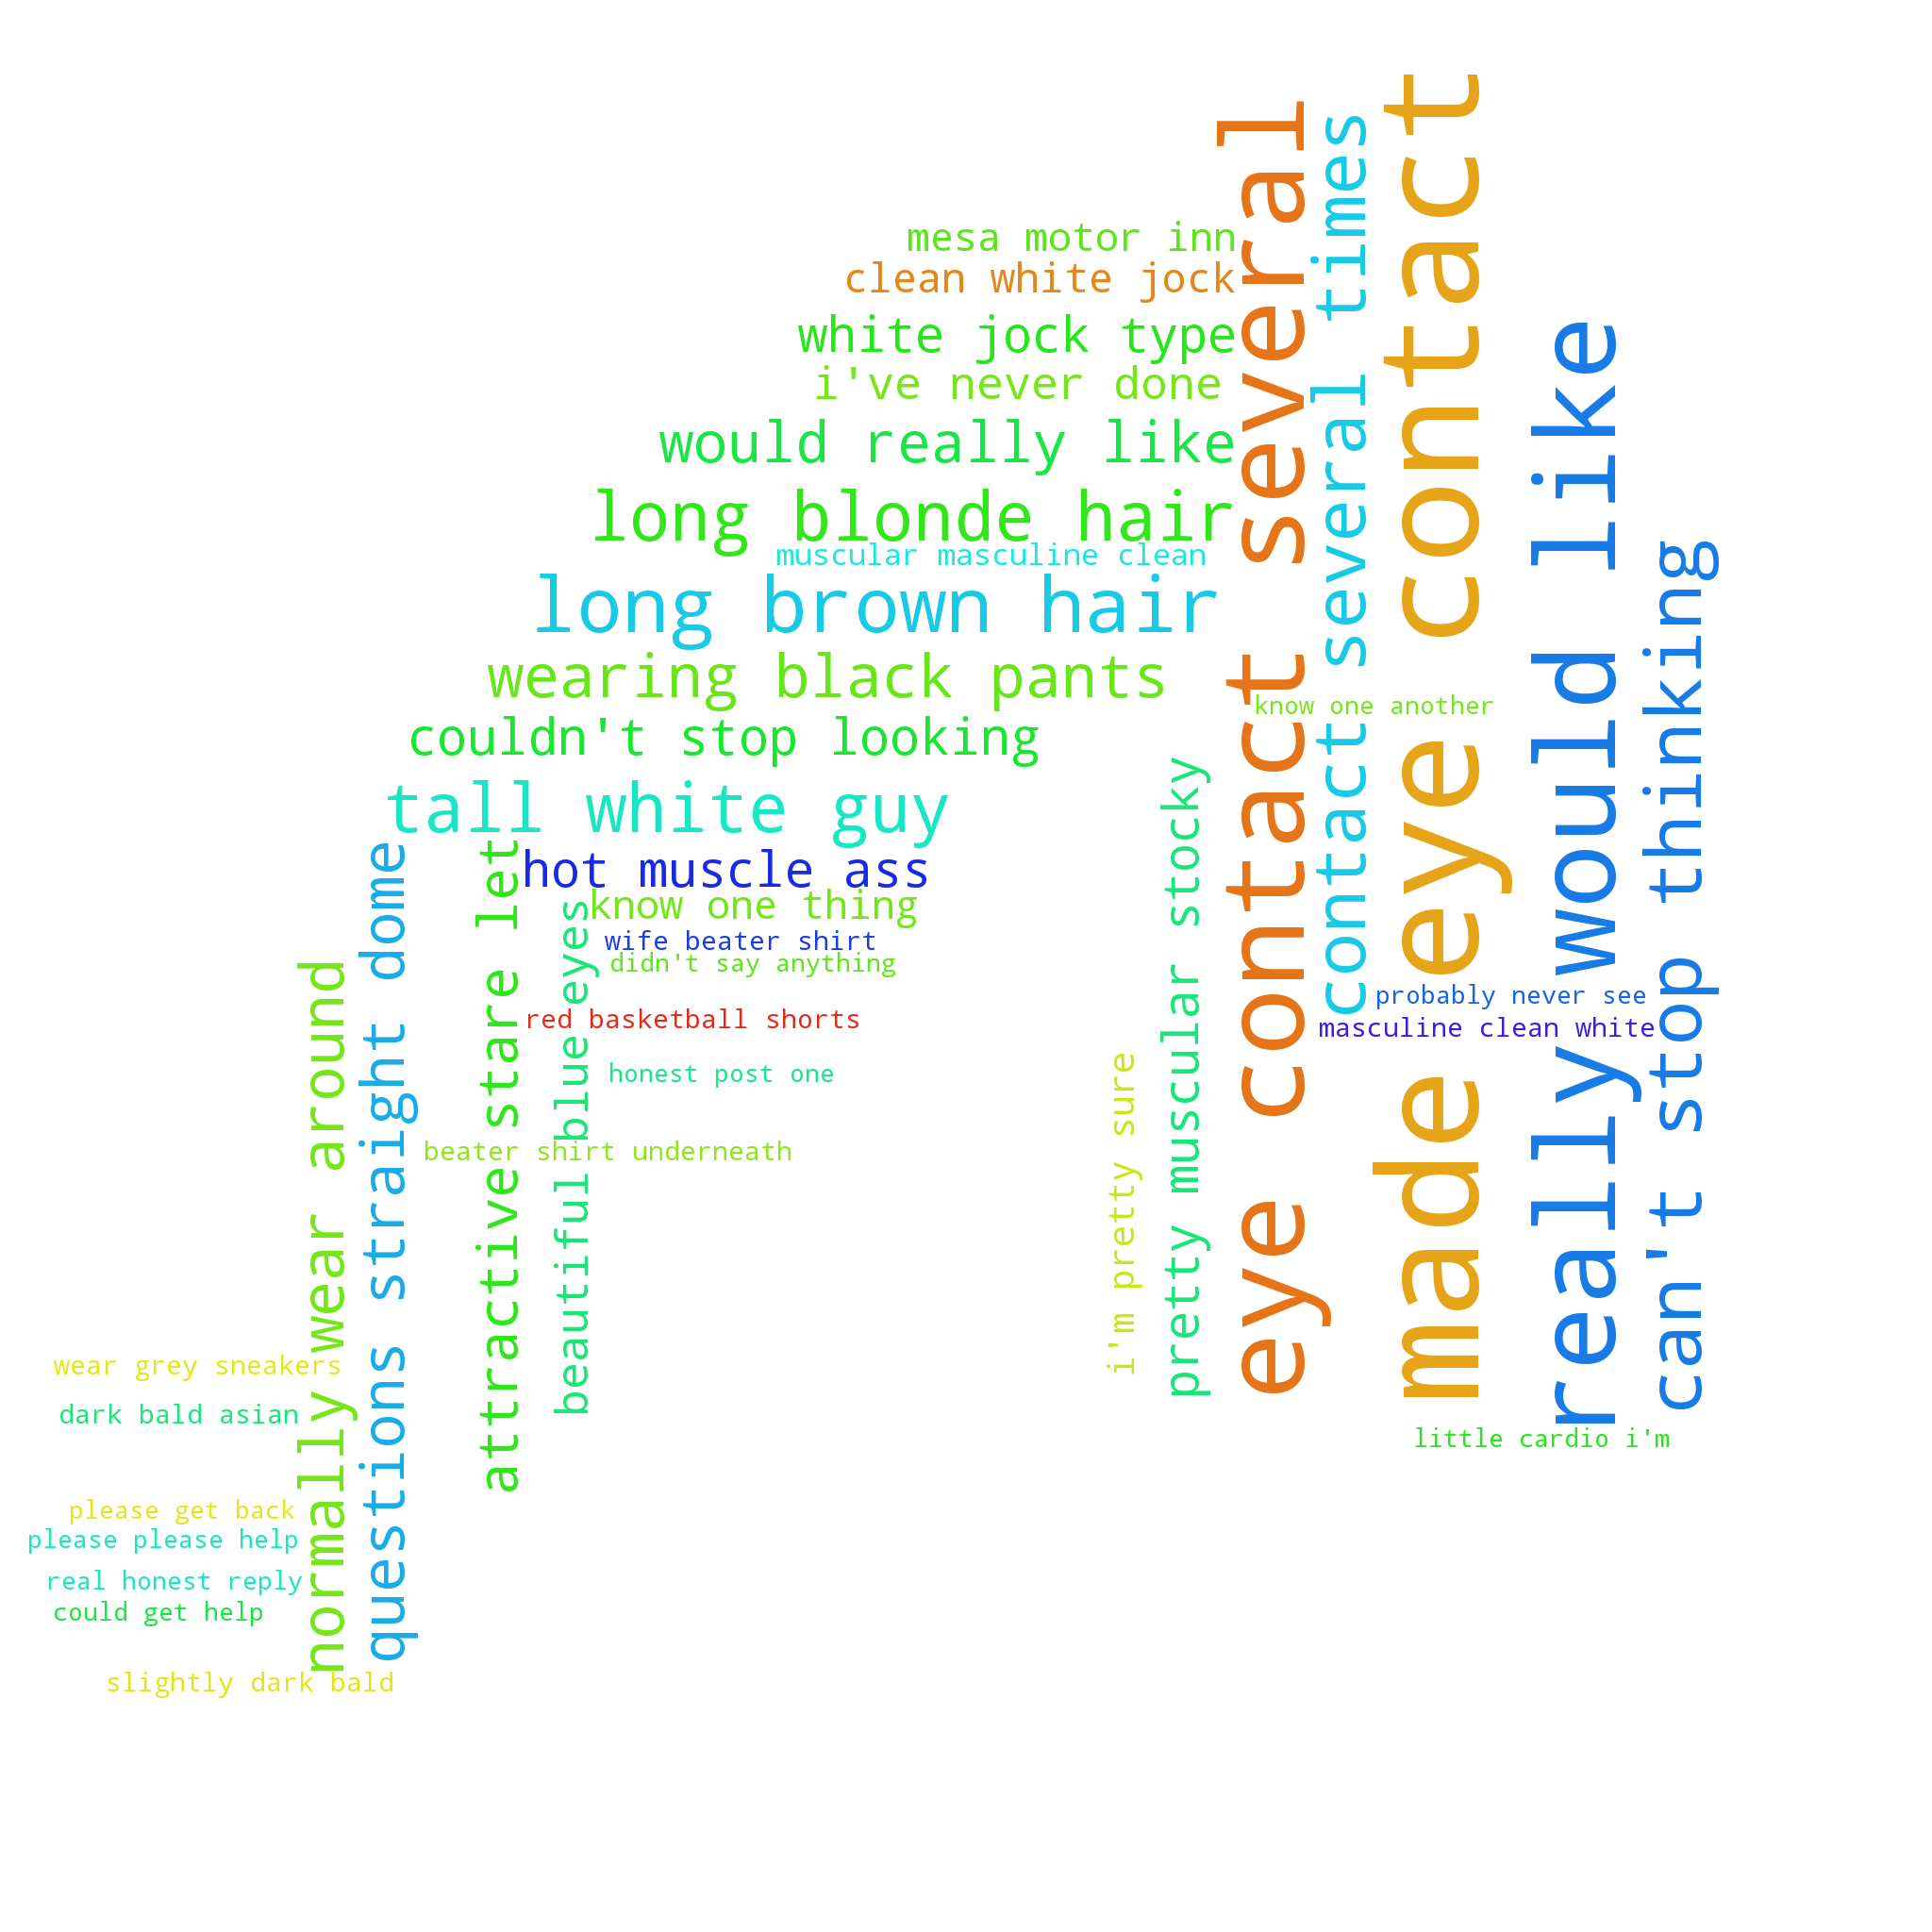 mesa motor inn
clean white jock
white jock type
i've never done
would really like
long blonde hair
muscular masculine clean
long brown hair
wearing black pants
couldn't stop looking
tall white guy
hot muscle ass
know one thing
wife beater shirt
didn't say anything
red basketball shorts
honest post one
beater shirt underneath
normally wear around
questions straight dome
attractive stare left
beautiful blue eyes
i'm pretty sure
pretty muscular stocky
eye contact several
contact several times
made eye contact
really would like
can't stop thinking
know one another
probably never see
masculine clean white
little cardio i'm
wear grey sneakers
dark bald asian
please get back
please please help
real honest reply
could get help
slightly dark bald